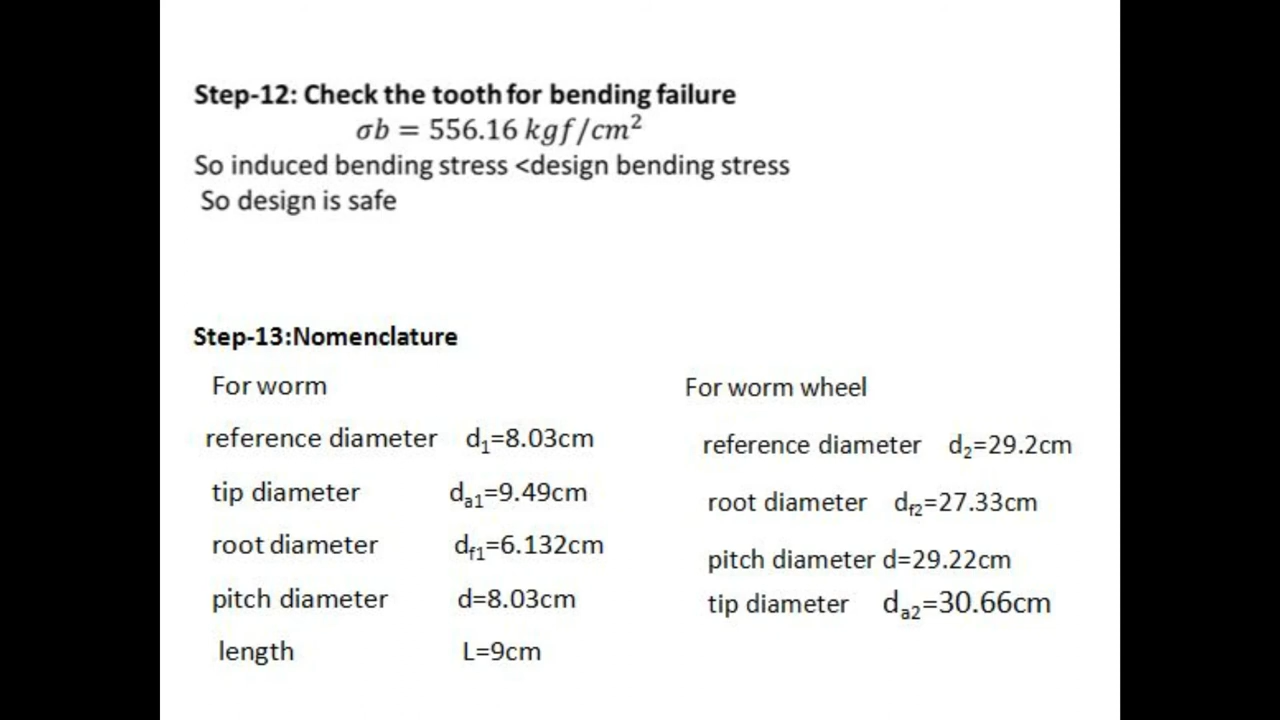 Step-12: Check the tooth for bending failure
σb = 556.16 kgf/cm²
So induced bending stress <design bending stress
So design is safe
Step-13:Nomenclature
For worm
reference diameter d₁=8.03cm
tip diameter dₐ₁=9.49cm
root diameter d_f1=6.132cm
pitch diameter d=8.03cm
length L=9cm
For worm wheel
reference diameter d₂=29.2cm
root diameter d_f2=27.33cm
pitch diameter d=29.22cm
tip diameter dₐ₂=30.66cm